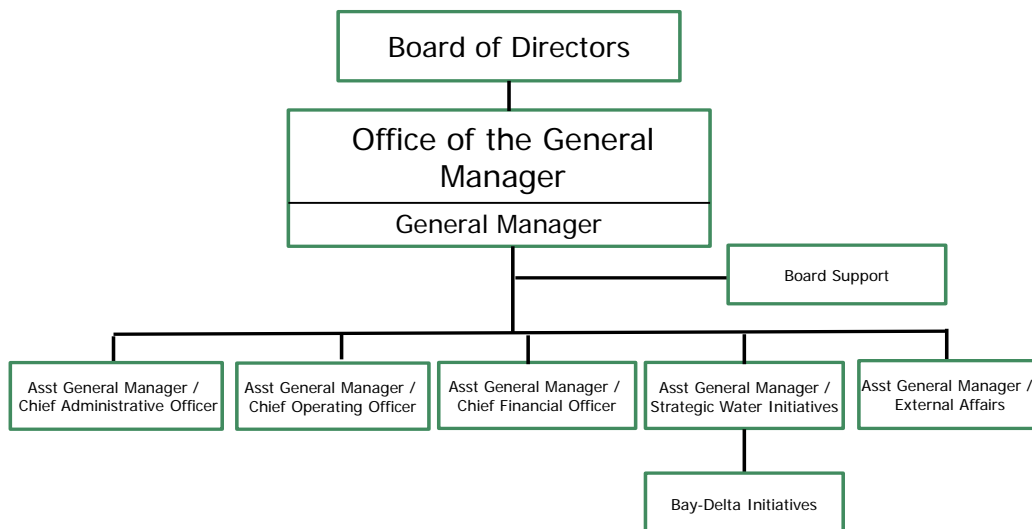 Board of Directors
Office of the General
Manager
General Manager
Board Support
Asst General Manager /
Chief Administrative Officer
Asst General Manager /
Chief Operating Officer
Asst General Manager /
Chief Financial Officer
Asst General Manager /
Strategic Water Initiatives
Asst General Manager /
External Affairs
Bay-Delta Initiatives